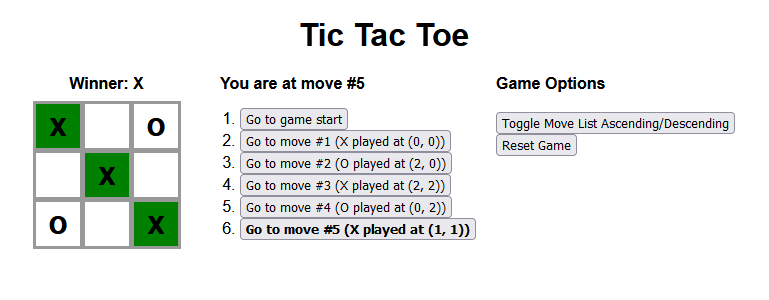 Tic Tac Toe
Winner: X
X O
X
O X
You are at move #5
1. Go to game start
2. Go to move #1 (X played at (0, 0))
3. Go to move #2 (O played at (2, 0))
4. Go to move #3 (X played at (2, 2))
5. Go to move #4 (O played at (0, 2))
6. Go to move #5 (X played at (1, 1))
Game Options
Toggle Move List Ascending/Descending
Reset Game